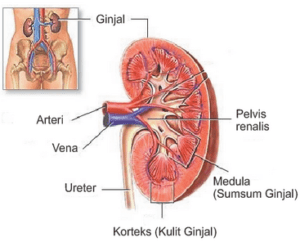 Ginjal
Arteri
Vena
Pelvis
renalis
Ureter
Medula
(Sumsum Ginjal)
Korteks (Kulit Ginjal)